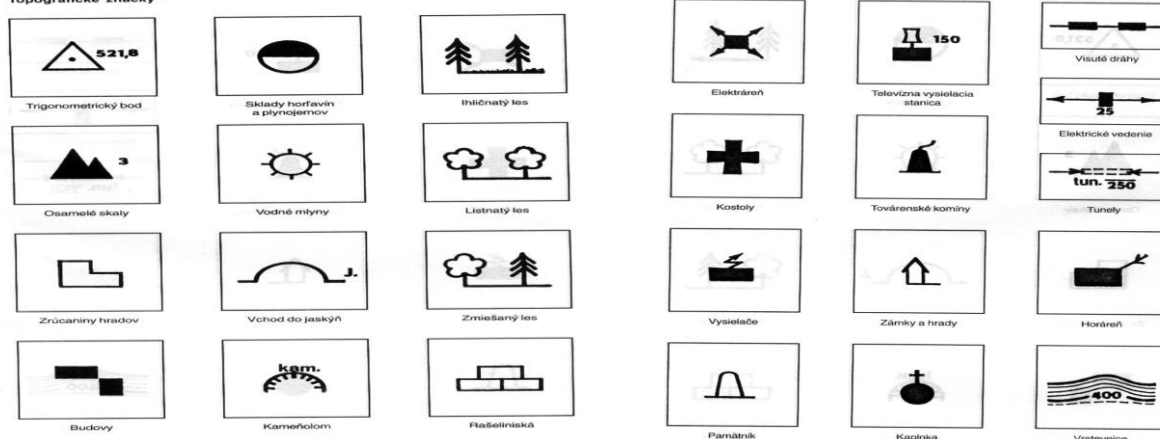 Topografické značky
521,8
Trigonometrický bod
Sklady horľavín
a plynojemov
Ihličnatý les
3
Osamelé skaly
Vodné mlyny
Listnatý les
J.
Zrúcaniny hradov
Vchod do jaskýň
Zmiešaný les
kam.
Budovy
Kameňolom
Rašeliniská
Elektráreň
150
Televízna vysielacia
stanica
Visuté dráhy
25
Elektrické vedenie
Kostoly
Továrenské komíny
tun. 250
Tunely
Vysielače
Zámky a hrady
Horáreň
Pamätník
Kaplnka
400
Vrstevnice